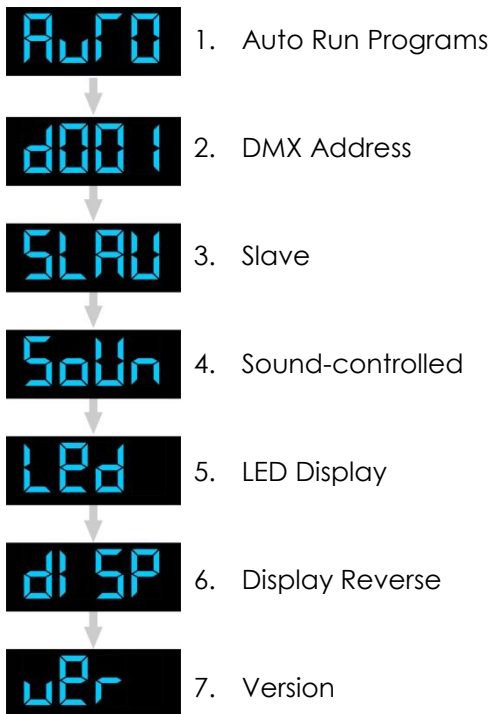 AuTO 1. Auto Run Programs
d001 2. DMX Address
SLAU 3. Slave
SoUn 4. Sound-controlled
LEd 5. LED Display
diSP 6. Display Reverse
uEr 7. Version